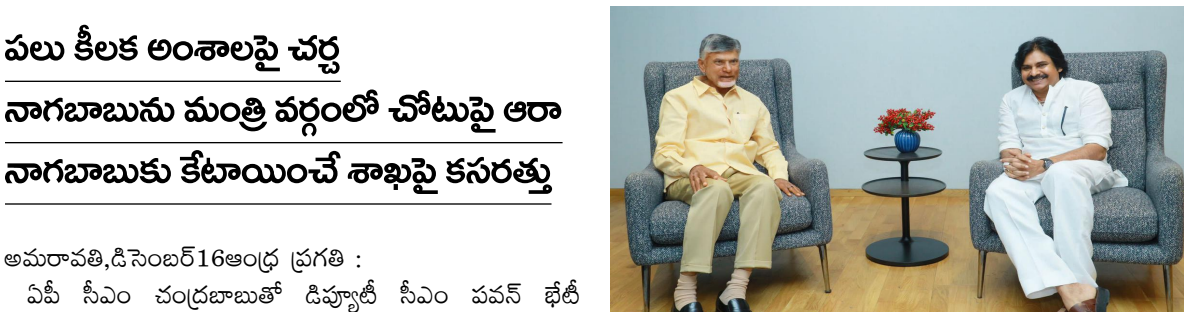 పలు కీలక అంశాలపై చర్చ
నాగబాబును మంత్రి వర్గంలో చోటుపై ఆరా
నాగబాబుకు కేటాయించే శాఖపై కసరత్తు
అమరావతి,డిసెంబర్16ఆంధ్ర ప్రగతి :
ఏపీ సీఎం చంద్రబాబుతో డిప్యూటీ సీఎం పవన్ భేటీ